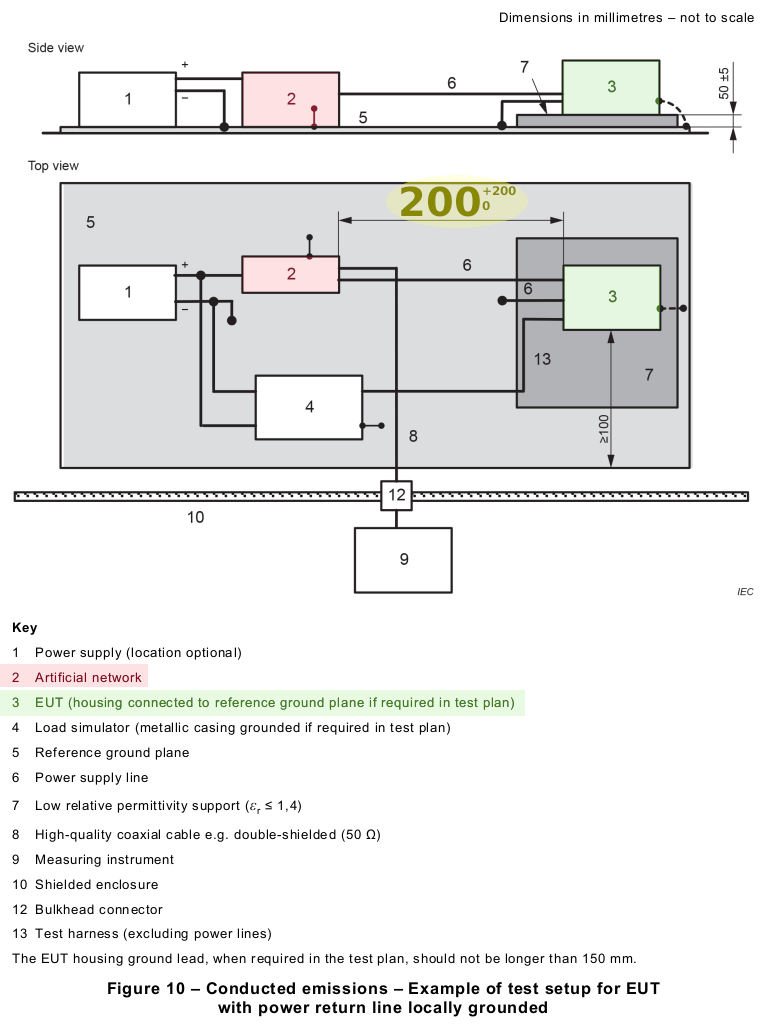 Dimensions in millimetres – not to scale
Side view
+
–
1
2
5
6
7
3
50 ±5
Top view
5
200 +200 0
+
–
1
2
6
6
3
13
7
4
8
≥100
12
10
9
IEC
Key
1 Power supply (location optional)
2 Artificial network
3 EUT (housing connected to reference ground plane if required in test plan)
4 Load simulator (metallic casing grounded if required in test plan)
5 Reference ground plane
6 Power supply line
7 Low relative permittivity support (εr ≤ 1,4)
8 High-quality coaxial cable e.g. double-shielded (50 Ω)
9 Measuring instrument
10 Shielded enclosure
12 Bulkhead connector
13 Test harness (excluding power lines)
The EUT housing ground lead, when required in the test plan, should not be longer than 150 mm.
Figure 10 – Conducted emissions – Example of test setup for EUT
with power return line locally grounded